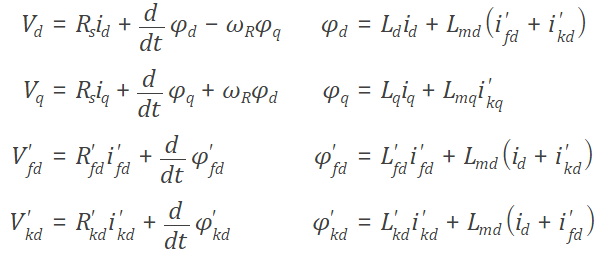 V_d = R_s i_d + d/dt φ_d − ω_R φ_q    φ_d = L_d i_d + L_md (i′_fd + i′_kd)
V_q = R_s i_q + d/dt φ_q + ω_R φ_d    φ_q = L_q i_q + L_mq i′_kq
V′_fd = R′_fd i′_fd + d/dt φ′_fd    φ′_fd = L′_fd i′_fd + L_md (i_d + i′_kd)
V′_kd = R′_kd i′_kd + d/dt φ′_kd    φ′_kd = L′_kd i′_kd + L_md (i_d + i′_fd)